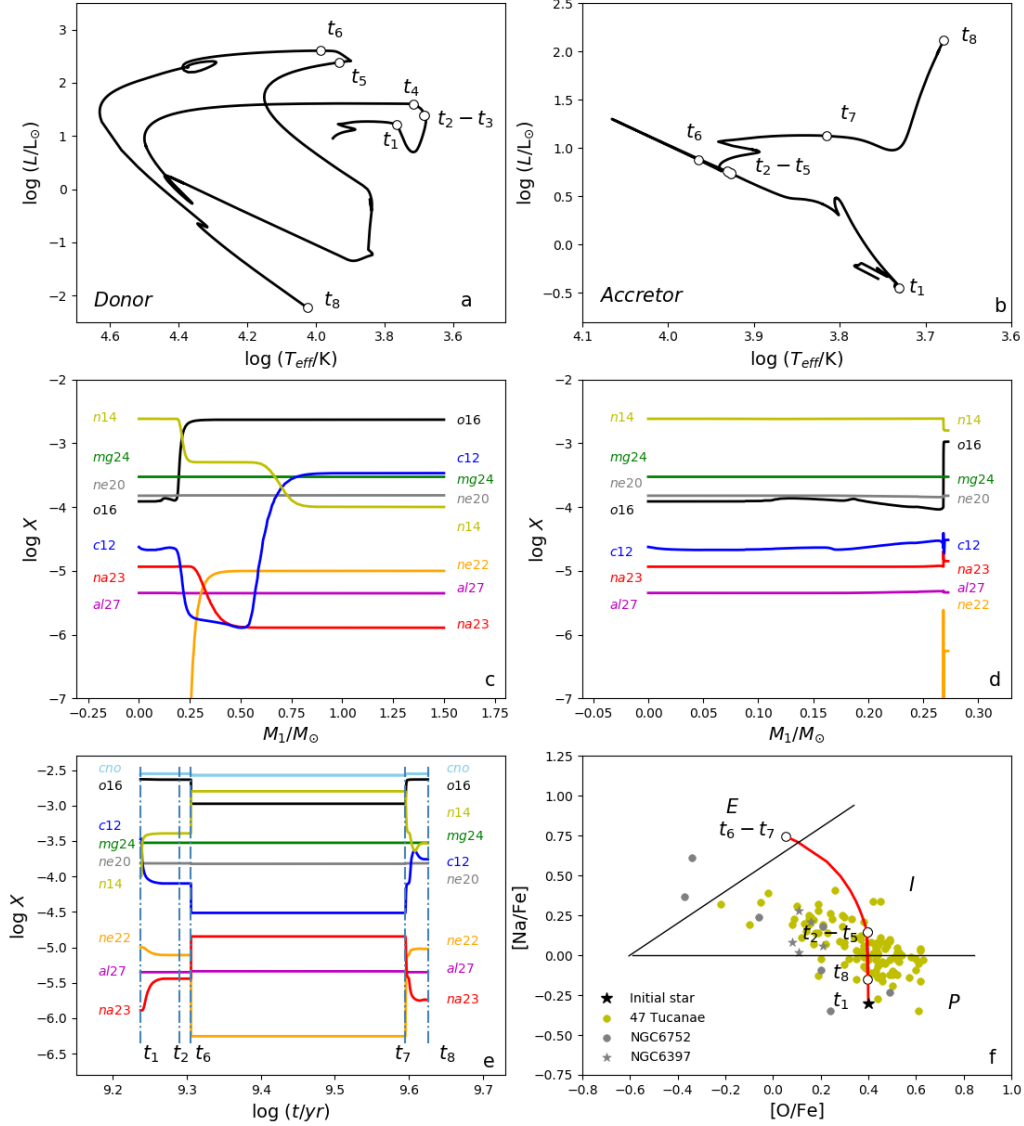 t₁
t₂ − t₃
t₄
t₅
t₆
t₈
Donor
a
log (L/L⊙)
3
2
1
0
−1
−2
4.6 4.4 4.2 4.0 3.8 3.6
log (T_eff/K)
t₈
t₇
t₆
t₂ − t₅
t₁
Accretor
b
log (L/L⊙)
2.5
2.0
1.5
1.0
0.5
0.0
−0.5
4.1 4.0 3.9 3.8 3.7 3.6
log (T_eff/K)
log X
−2
−3
−4
−5
−6
−7
n14
mg24
ne20
o16
c12
na23
al27
o16
c12
mg24
ne20
n14
ne22
al27
na23
c
−0.25 0.00 0.25 0.50 0.75 1.00 1.25 1.50 1.75
M₁/M⊙
log X
−2
−3
−4
−5
−6
−7
mg24
ne20
o16
c12
na23
al27
n14
o16
mg24
ne20
c12
na23
al27
ne22
d
−0.05 0.00 0.05 0.10 0.15 0.20 0.25 0.30
M₁/M⊙
log X
−2.5
−3.0
−3.5
−4.0
−4.5
−5.0
−5.5
−6.0
−6.5
cno
o16
c12
mg24
ne20
n14
ne22
al27
na23
cno
o16
n14
mg24
c12
ne20
ne22
al27
na23
t₁ t₂ t₆ t₇ t₈
e
9.2 9.3 9.4 9.5 9.6 9.7
log (t/yr)
[Na/Fe]
1.25
1.00
0.75
0.50
0.25
0.00
−0.25
−0.50
−0.75
E
t₆ − t₇
I
t₂ − t₅
t₈
t₁
P
Initial star
47 Tucanae
NGC6752
NGC6397
f
−0.8 −0.6 −0.4 −0.2 0.0 0.2 0.4 0.6 0.8 1.0
[O/Fe]